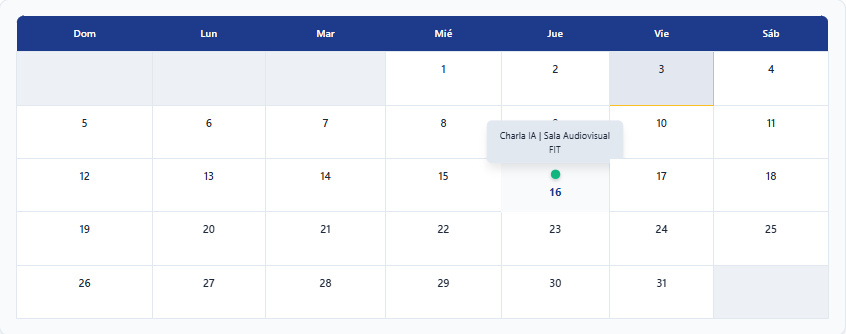 Dom Lun Mar Mié Jue Vie Sáb
1 2 3 4
5 6 7 8 10 11
Charla IA | Sala Audiovisual
FIT
12 13 14 15 16 17 18
19 20 21 22 23 24 25
26 27 28 29 30 31